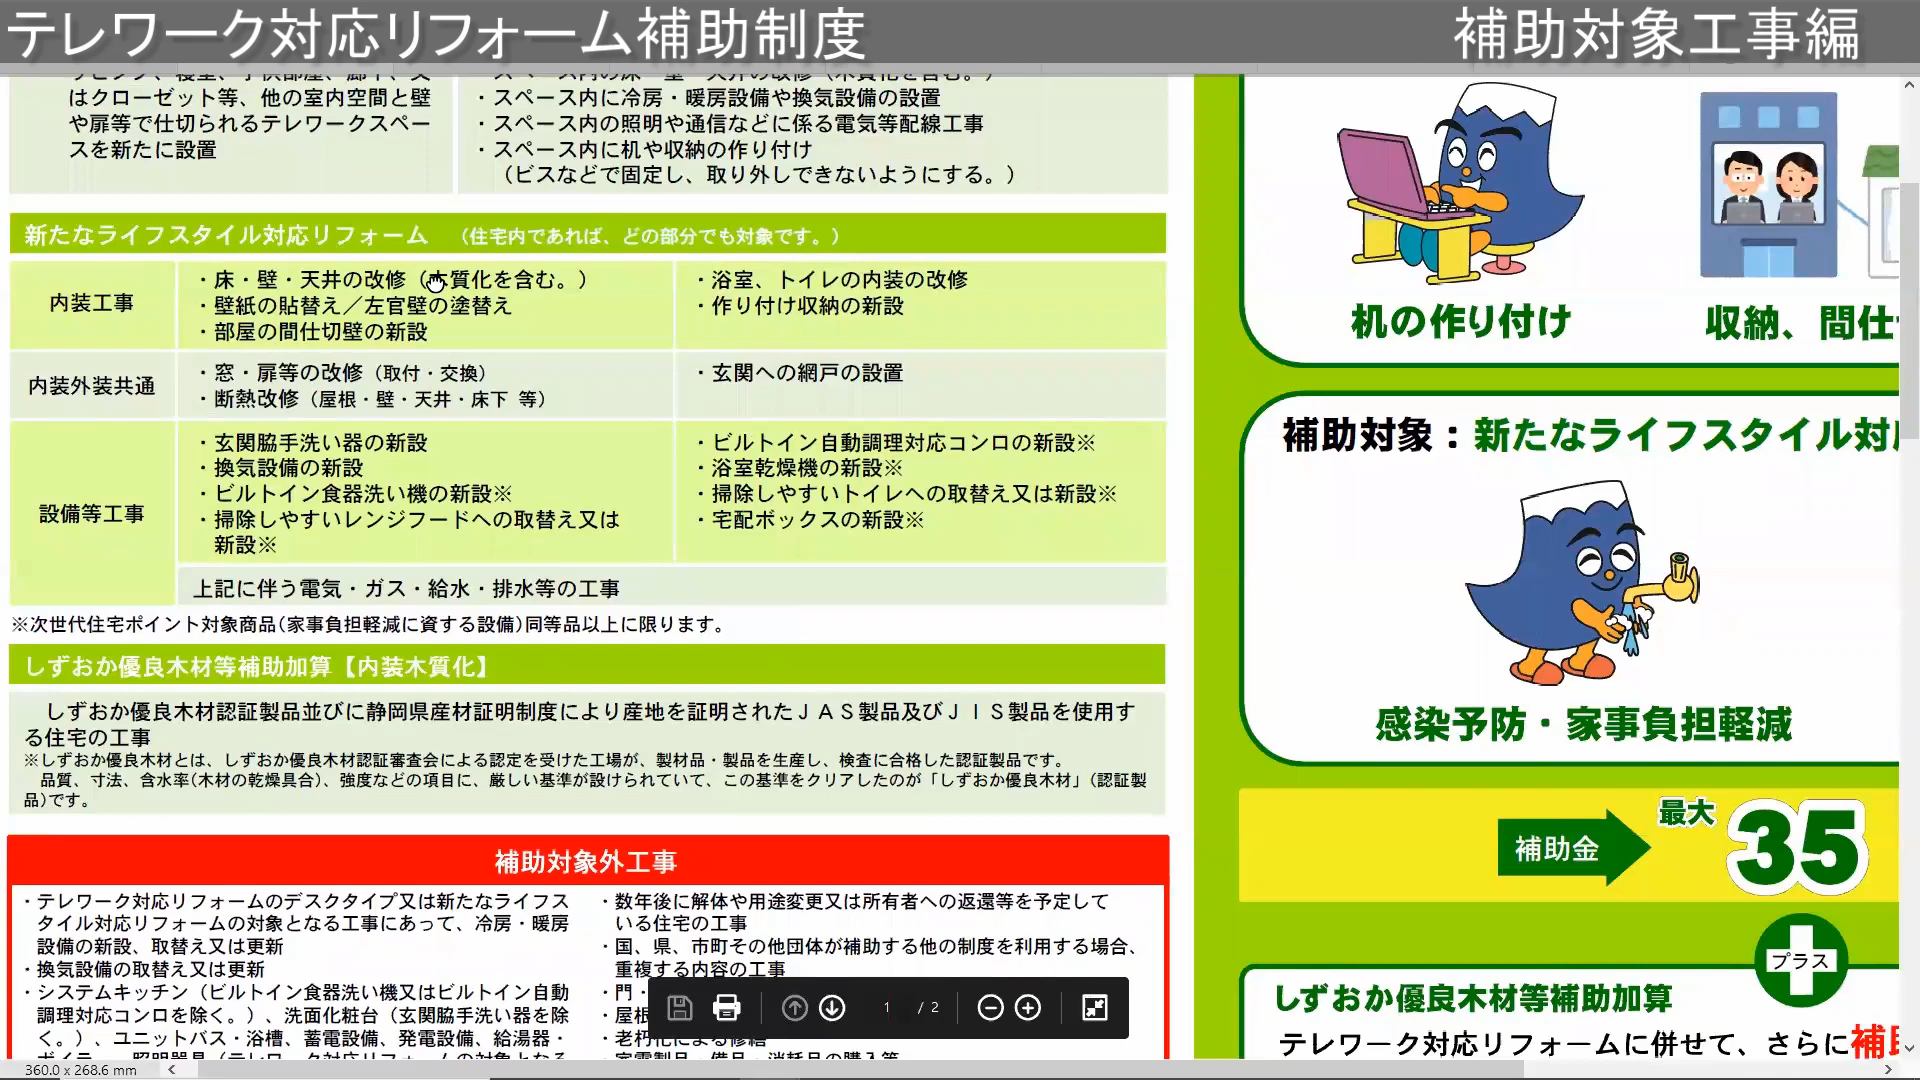 テレワーク対応リフォーム補助制度
補助対象工事編
はクローゼット等、他の室内空間と壁
や扉等で仕切られるテレワークスペー
スを新たに設置
・スペース内の床・壁・天井の改修（木質化を含む。）
・スペース内に冷房・暖房設備や換気設備の設置
・スペース内の照明や通信などに係る電気等配線工事
・スペース内に机や収納の作り付け
（ビスなどで固定し、取り外しできないようにする。）
新たなライフスタイル対応リフォーム （住宅内であれば、どの部分でも対象です。）
内装工事
・床・壁・天井の改修（木質化を含む。）
・壁紙の貼替え／左官壁の塗替え
・部屋の間仕切壁の新設
・浴室、トイレの内装の改修
・作り付け収納の新設
内装外装共通
・窓・扉等の改修（取付・交換）
・断熱改修（屋根・壁・天井・床下 等）
・玄関への網戸の設置
設備等工事
・玄関脇手洗い器の新設
・換気設備の新設
・ビルトイン食器洗い機の新設※
・掃除しやすいレンジフードへの取替え又は
新設※
・ビルトイン自動調理対応コンロの新設※
・浴室乾燥機の新設※
・掃除しやすいトイレへの取替え又は新設※
・宅配ボックスの新設※
上記に伴う電気・ガス・給水・排水等の工事
※次世代住宅ポイント対象商品(家事負担軽減に資する設備)同等品以上に限ります。
しずおか優良木材等補助加算【内装木質化】
しずおか優良木材認証製品並びに静岡県産材証明制度により産地を証明されたＪＡＳ製品及びＪＩＳ製品を使用す
る住宅の工事
※しずおか優良木材とは、しずおか優良木材認証審査会による認定を受けた工場が、製材品・製品を生産し、検査に合格した認証製品です。
品質、寸法、含水率(木材の乾燥具合)、強度などの項目に、厳しい基準が設けられていて、この基準をクリアしたのが「しずおか優良木材」(認証製
品)です。
補助対象外工事
・テレワーク対応リフォームのデスクタイプ又は新たなライフス
タイル対応リフォームの対象となる工事にあって、冷房・暖房
設備の新設、取替え又は更新
・換気設備の取替え又は更新
・システムキッチン（ビルトイン食器洗い機又はビルトイン自動
調理対応コンロを除く。）、洗面化粧台（玄関脇手洗い器を除
く。）、ユニットバス・浴槽、蓄電設備、発電設備、給湯器・
・数年後に解体や用途変更又は所有者への返還等を予定して
いる住宅の工事
・国、県、市町その他団体が補助する他の制度を利用する場合、
重複する内容の工事
・門・
・屋根
・老朽化による修繕
・家電製品・備品・消耗品の購入等
1 / 2
360.0 x 268.6 mm
机の作り付け
収納、間仕
補助対象：新たなライフスタイル対
感染予防・家事負担軽減
補助金
最大
35
プラス
しずおか優良木材等補助加算
テレワーク対応リフォームに併せて、さらに補